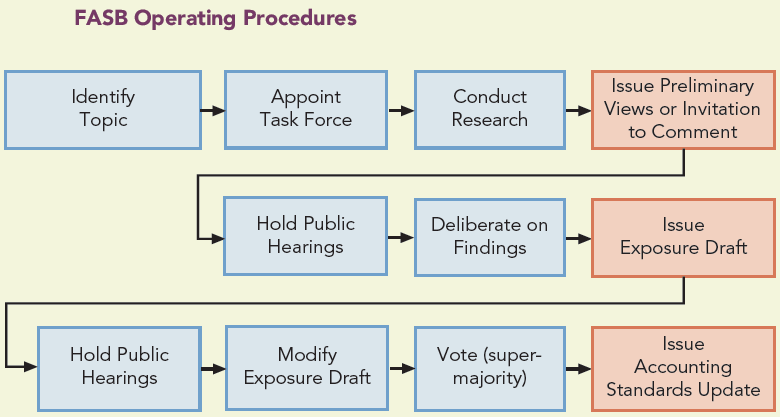 FASB Operating Procedures
Identify
Topic
Appoint
Task Force
Conduct
Research
Issue Preliminary
Views or Invitation
to Comment
Hold Public
Hearings
Deliberate on
Findings
Issue
Exposure Draft
Hold Public
Hearings
Modify
Exposure Draft
Vote (super-
majority)
Issue
Accounting
Standards Update